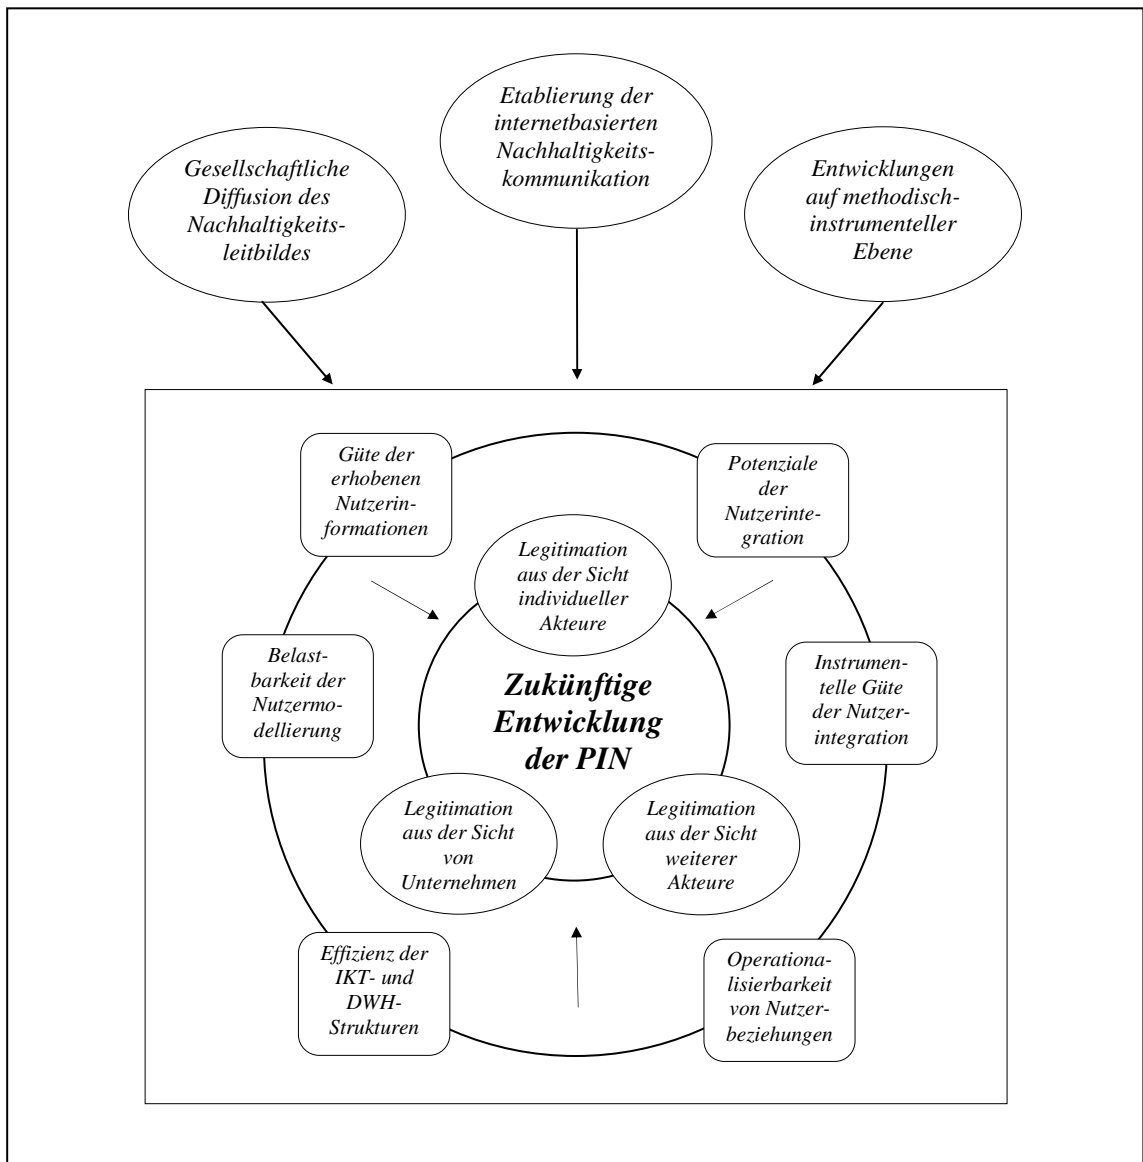 Gesellschaftliche
Diffusion des
Nachhaltigkeits-
leitbildes
Etablierung der
internetbasierten
Nachhaltigkeits-
kommunikation
Entwicklungen
auf methodisch-
instrumenteller
Ebene
Güte der
erhobenen
Nutzerin-
formationen
Potenziale
der
Nutzerinte-
gration
Legitimation
aus der Sicht
individueller
Akteure
Belast-
barkeit der
Nutzermo-
dellierung
Zukünftige
Entwicklung
der PIN
Instrumen-
telle Güte
der Nutzer-
integration
Legitimation
aus der Sicht
von
Unternehmen
Legitimation
aus der Sicht
weiterer
Akteure
Effizienz der
IKT- und
DWH-
Strukturen
Operationa-
lisierbarkeit
von Nutzer-
beziehungen